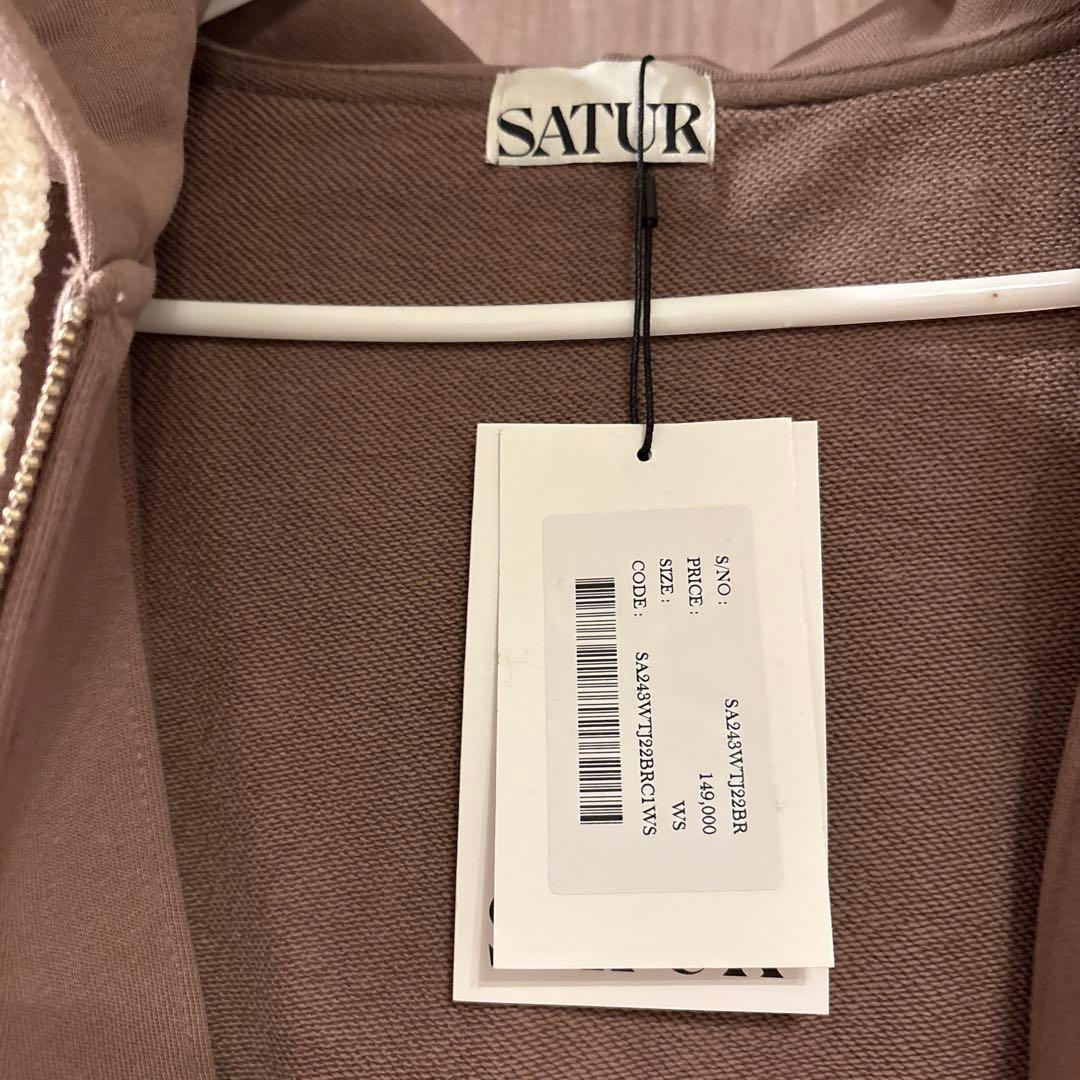 SATUR
S/NO : SA243WTJ22BR
PRICE : 149,000
SIZE : WS
CODE : SA243WTJ22BRC1WS